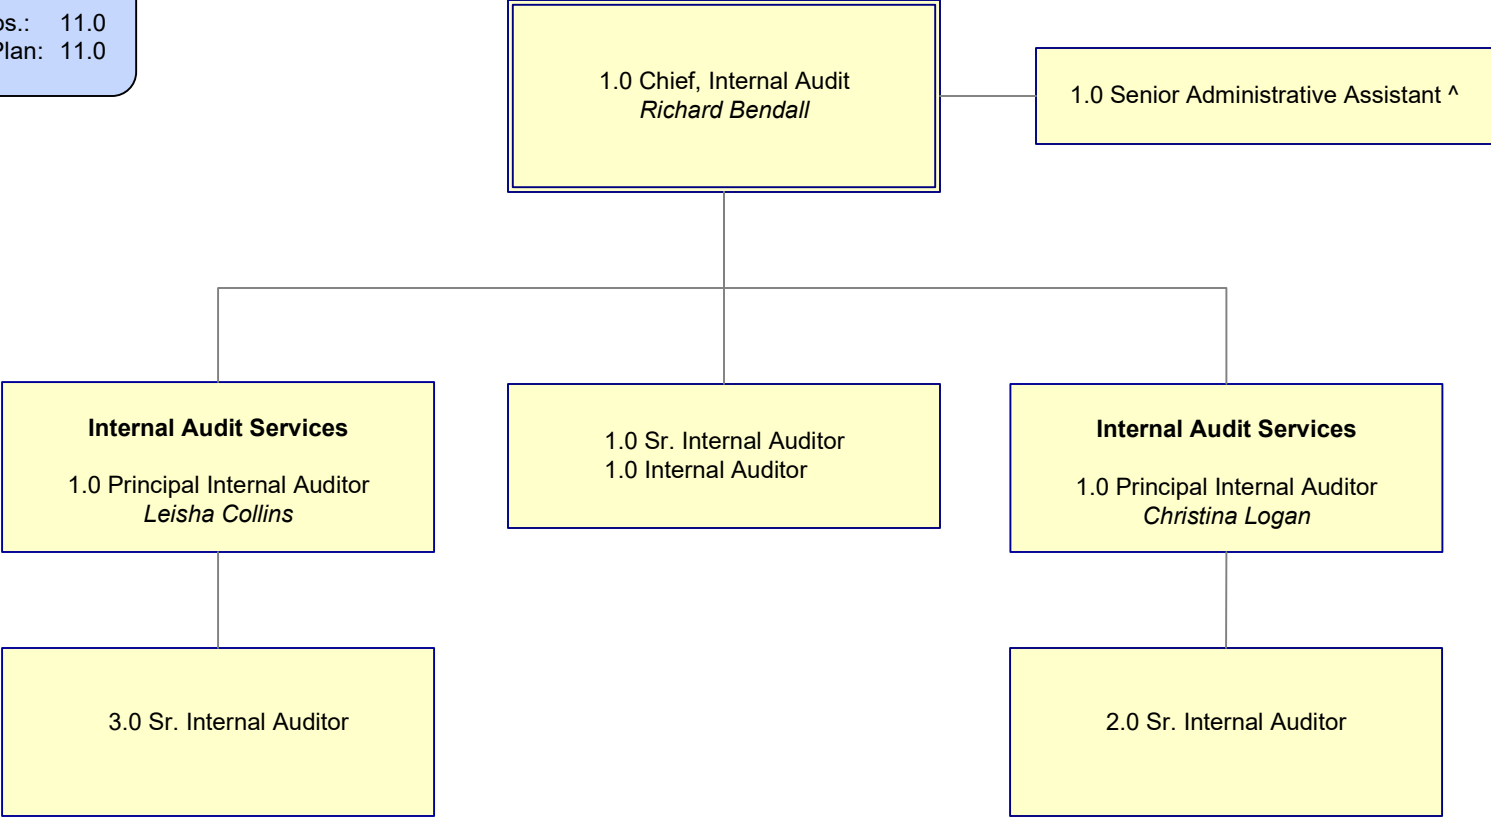 11.0
11.0
1.0 Chief, Internal Audit
Richard Bendall
1.0 Senior Administrative Assistant ^
Internal Audit Services
1.0 Principal Internal Auditor
Leisha Collins
1.0 Sr. Internal Auditor
1.0 Internal Auditor
Internal Audit Services
1.0 Principal Internal Auditor
Christina Logan
3.0 Sr. Internal Auditor
2.0 Sr. Internal Auditor